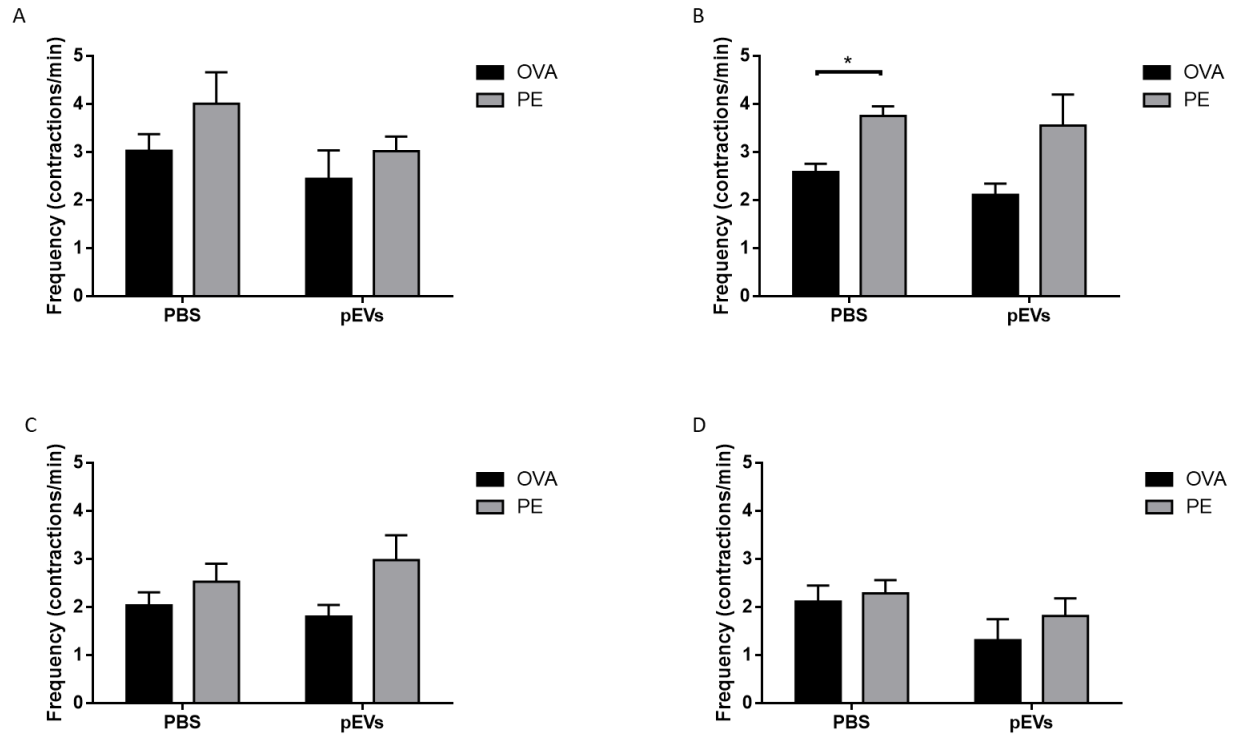 A
Frequency (contractions/min)
5
4
3
2
1
0
PBS
pEVs
OVA
PE
B
Frequency (contractions/min)
5
4
3
2
1
0
*
PBS
pEVs
OVA
PE
C
Frequency (contractions/min)
5
4
3
2
1
0
PBS
pEVs
OVA
PE
D
Frequency (contractions/min)
5
4
3
2
1
0
PBS
pEVs
OVA
PE